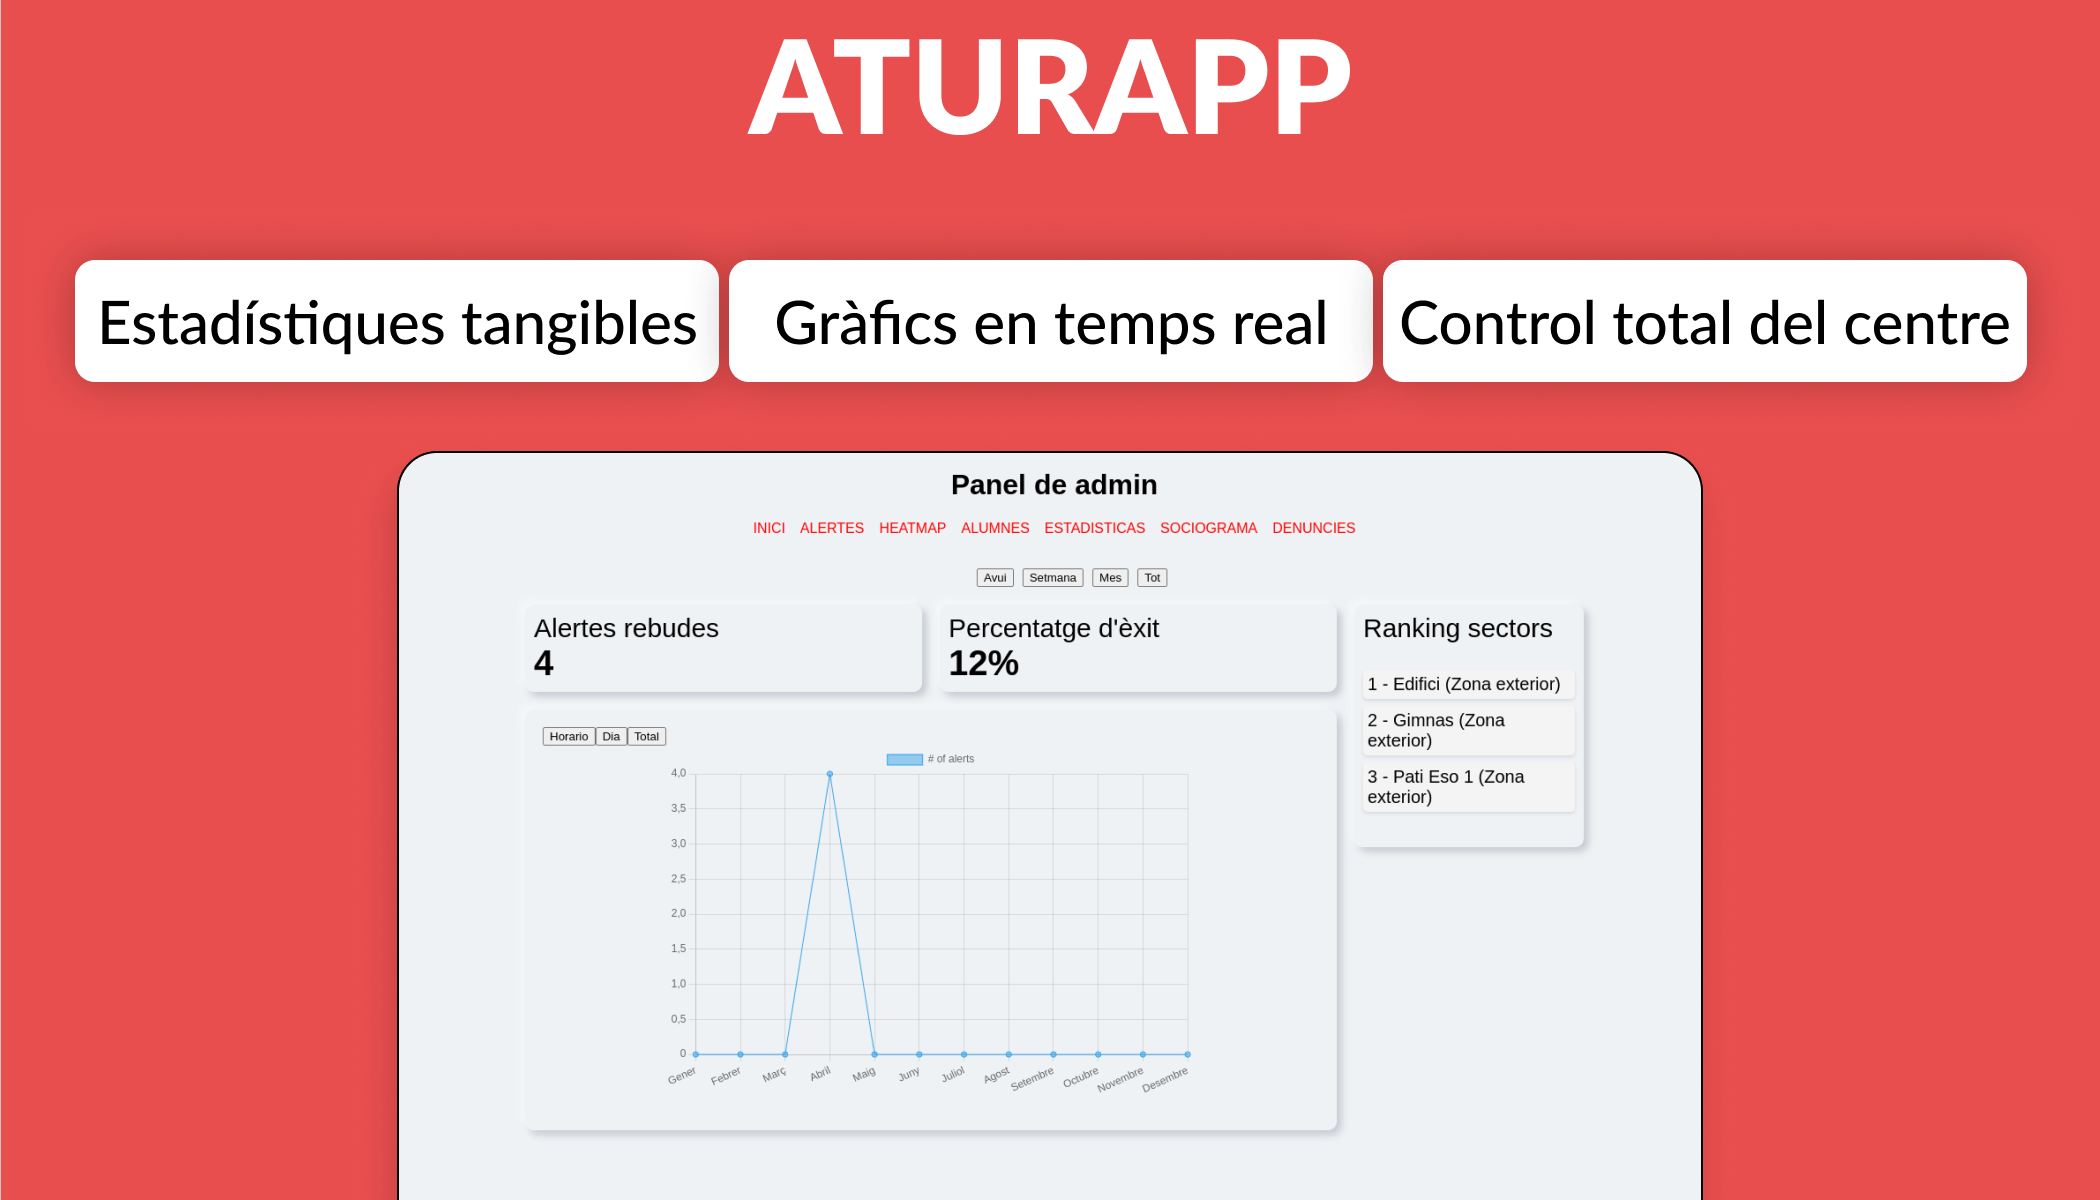 ATURAPP
Estadístiques tangibles
Gràfics en temps real
Control total del centre
Panel de admin
INICI ALERTES HEATMAP ALUMNES ESTADISTICAS SOCIOGRAMA DENUNCIES
Avui Setmana Mes Tot
Alertes rebudes
4
Percentatge d'èxit
12%
Ranking sectors
1 - Edifici (Zona exterior)
2 - Gimnas (Zona
exterior)
3 - Pati Eso 1 (Zona
exterior)
Horario Dia Total
# of alerts
4,0
3,5
3,0
2,5
2,0
1,5
1,0
0,5
0
Gener Febrer Març Abril Maig Juny Juliol Agost Setembre Octubre Novembre Desembre